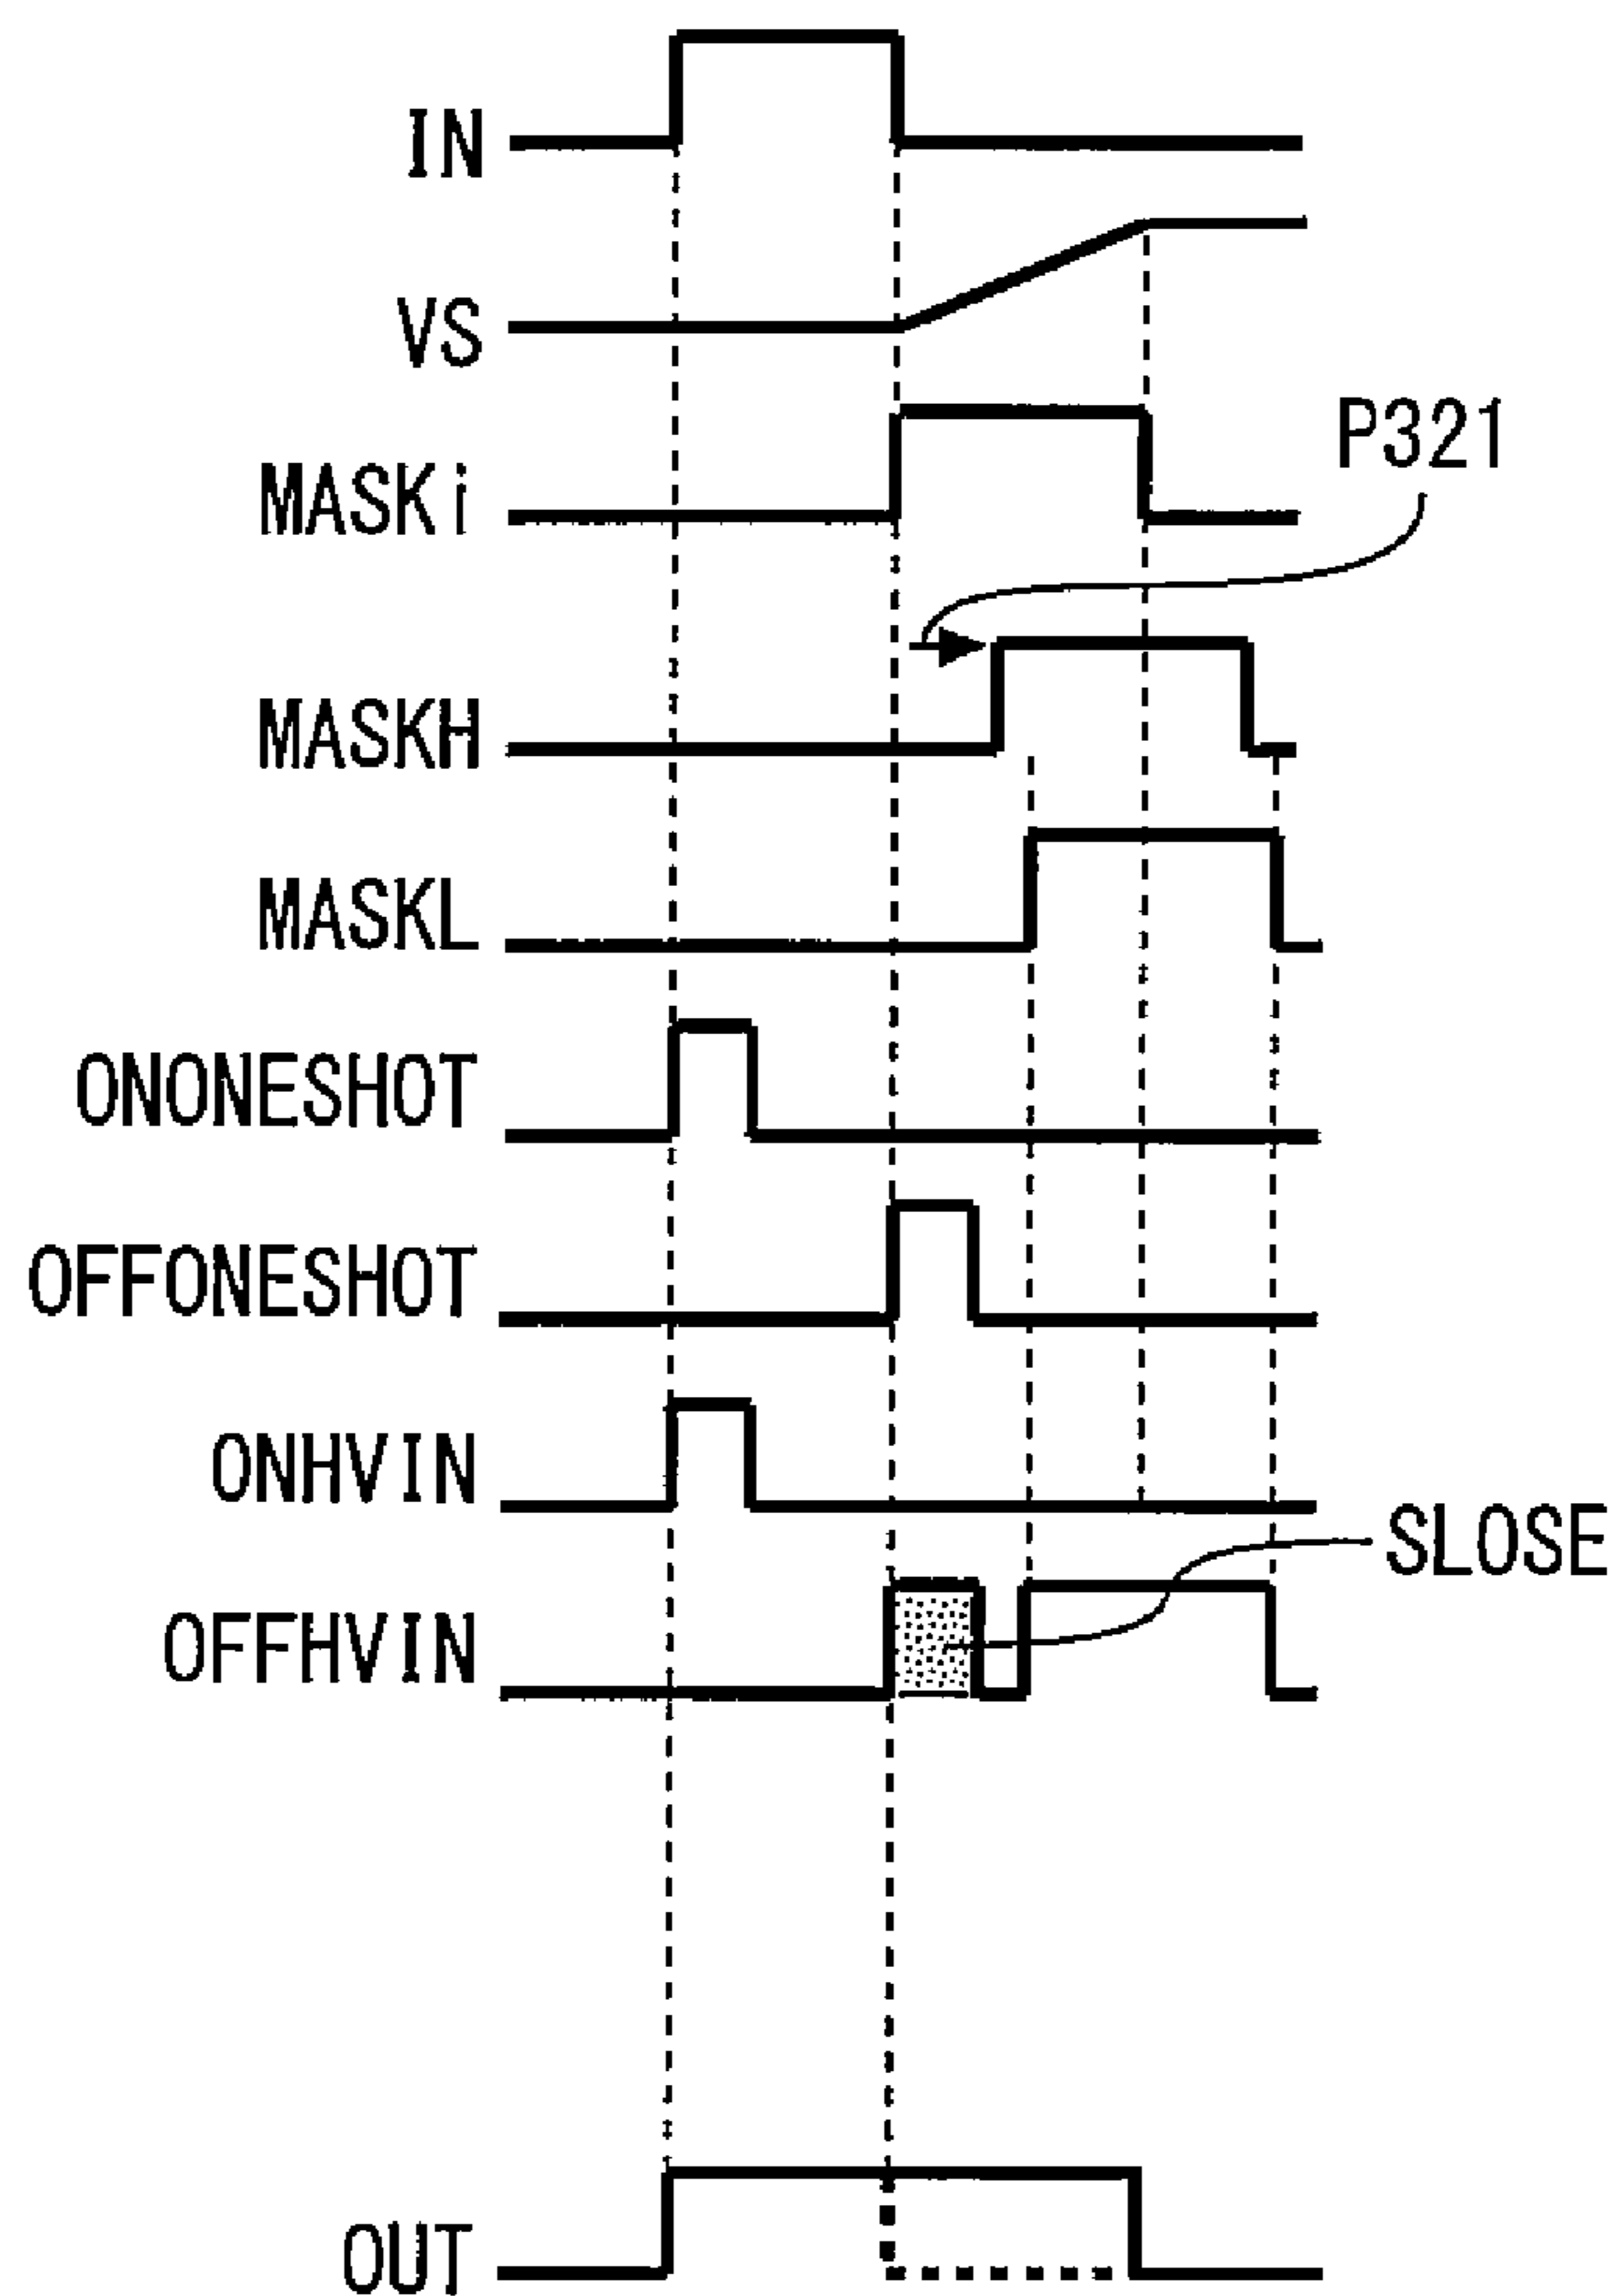 IN
VS
MASKi
P321
MASKH
MASKL
ONONESHOT
OFFONESHOT
ONHVIN
SLOSE
OFFHVIN
OUT